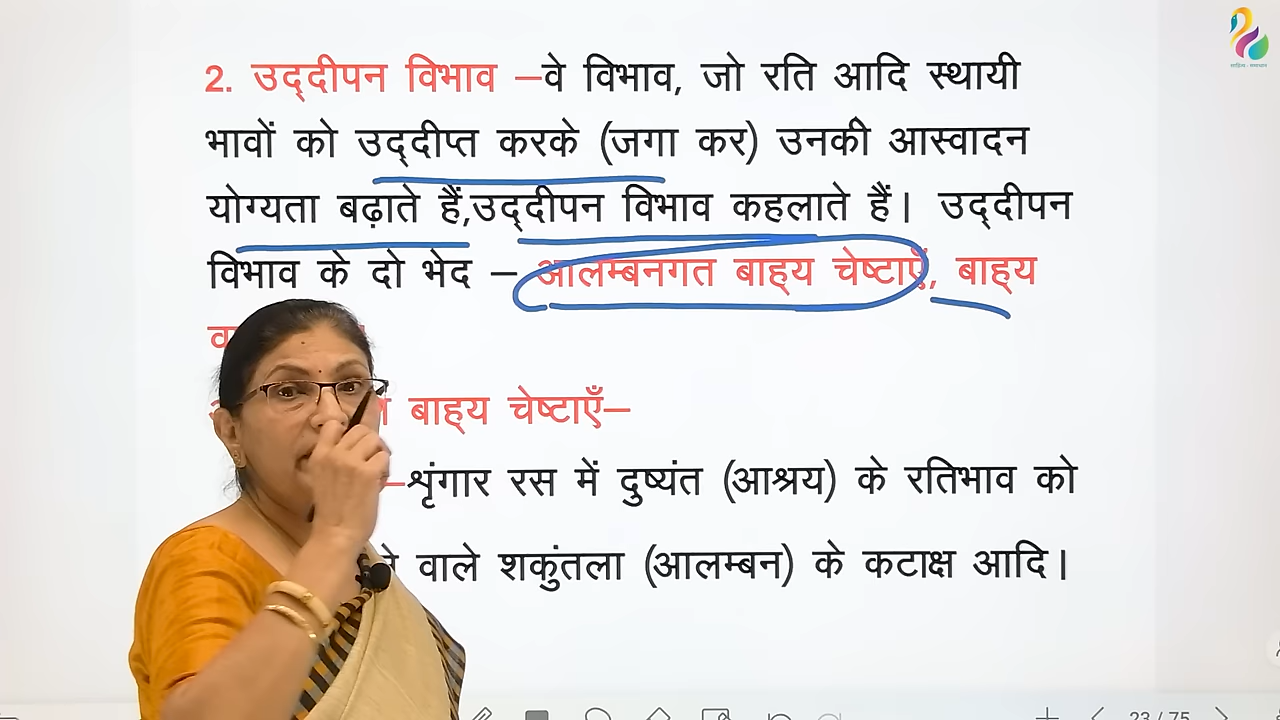 2. उद्दीपन विभाव –वे विभाव, जो रति आदि स्थायी
भावों को उद्दीप्त करके (जगा कर) उनकी आस्वादन
योग्यता बढ़ाते हैं,उद्दीपन विभाव कहलाते हैं। उद्दीपन
विभाव के दो भेद – आलम्बनगत बाह्य चेष्टाएँ, बाह्य
बाह्य चेष्टाएँ–
–शृंगार रस में दुष्यंत (आश्रय) के रतिभाव को
वाले शकुंतला (आलम्बन) के कटाक्ष आदि।
23/75